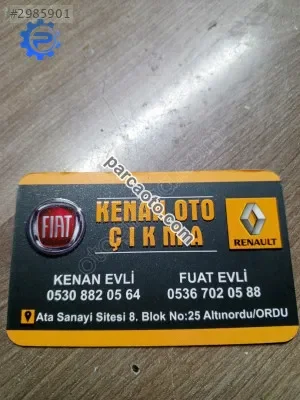 #2985901
KENAN OTO
ÇIKMA
FIAT
RENAULT
KENAN EVLİ
0530 882 05 64
FUAT EVLİ
0536 702 05 88
Ata Sanayi Sitesi 8. Blok No:25 Altınordu/ORDU
parcaoto.com